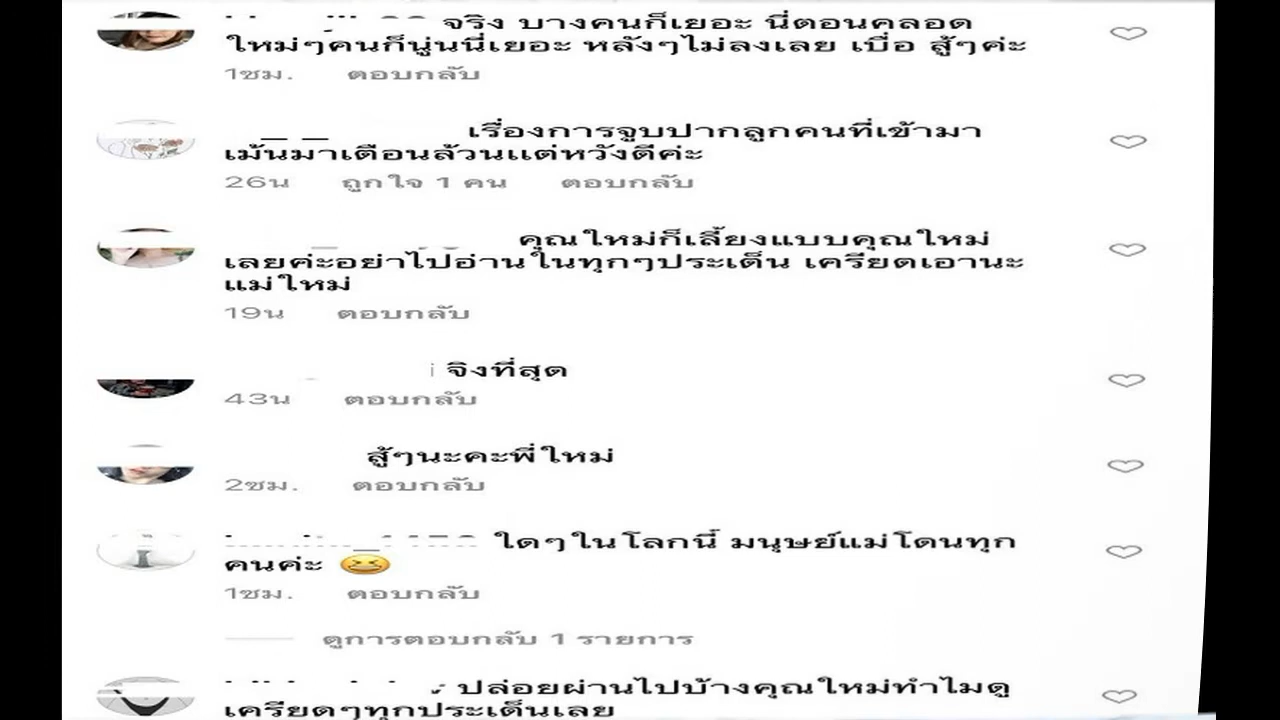 จริง บางคนก็เยอะ นี่ตอนคลอด
ใหม่ๆคนก็นู่นนี่เยอะ หลังๆไม่ลงเลย เบื่อ สู้ๆค่ะ
1ชม. ตอบกลับ
เรื่องการจูบปากลูกคนที่เข้ามา
เม้นมาเตือนล้วนแต่หวังดีค่ะ
26น ถูกใจ 1 คน ตอบกลับ
คุณใหม่ก็เลี้ยงแบบคุณใหม่
เลยค่ะอย่าไปอ่านในทุกๆประเด็น เครียดเอานะ
แม่ใหม่
19น ตอบกลับ
จิงที่สุด
43น ตอบกลับ
สู้ๆนะคะพี่ใหม่
2ชม. ตอบกลับ
ใดๆในโลกนี้ มนุษย์แม่โดนทุก
คนค่ะ 😆
1ชม. ตอบกลับ
ดูการตอบกลับ 1 รายการ
ปล่อยผ่านไปบ้างคุณใหม่ทำไมดู
เครียดๆทุกประเด็นเลย